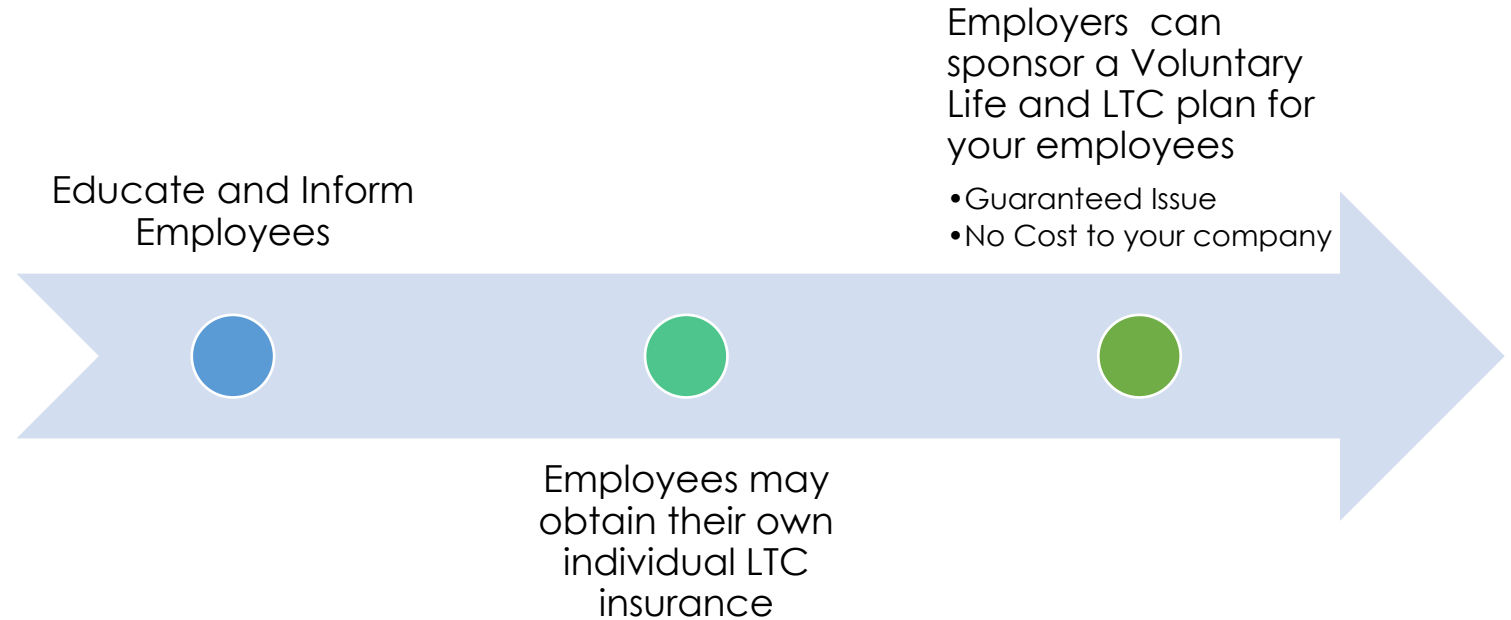 Educate and Inform
Employees
Employees may
obtain their own
individual LTC
insurance
Employers  can
sponsor a Voluntary
Life and LTC plan for
your employees
•Guaranteed Issue
•No Cost to your company